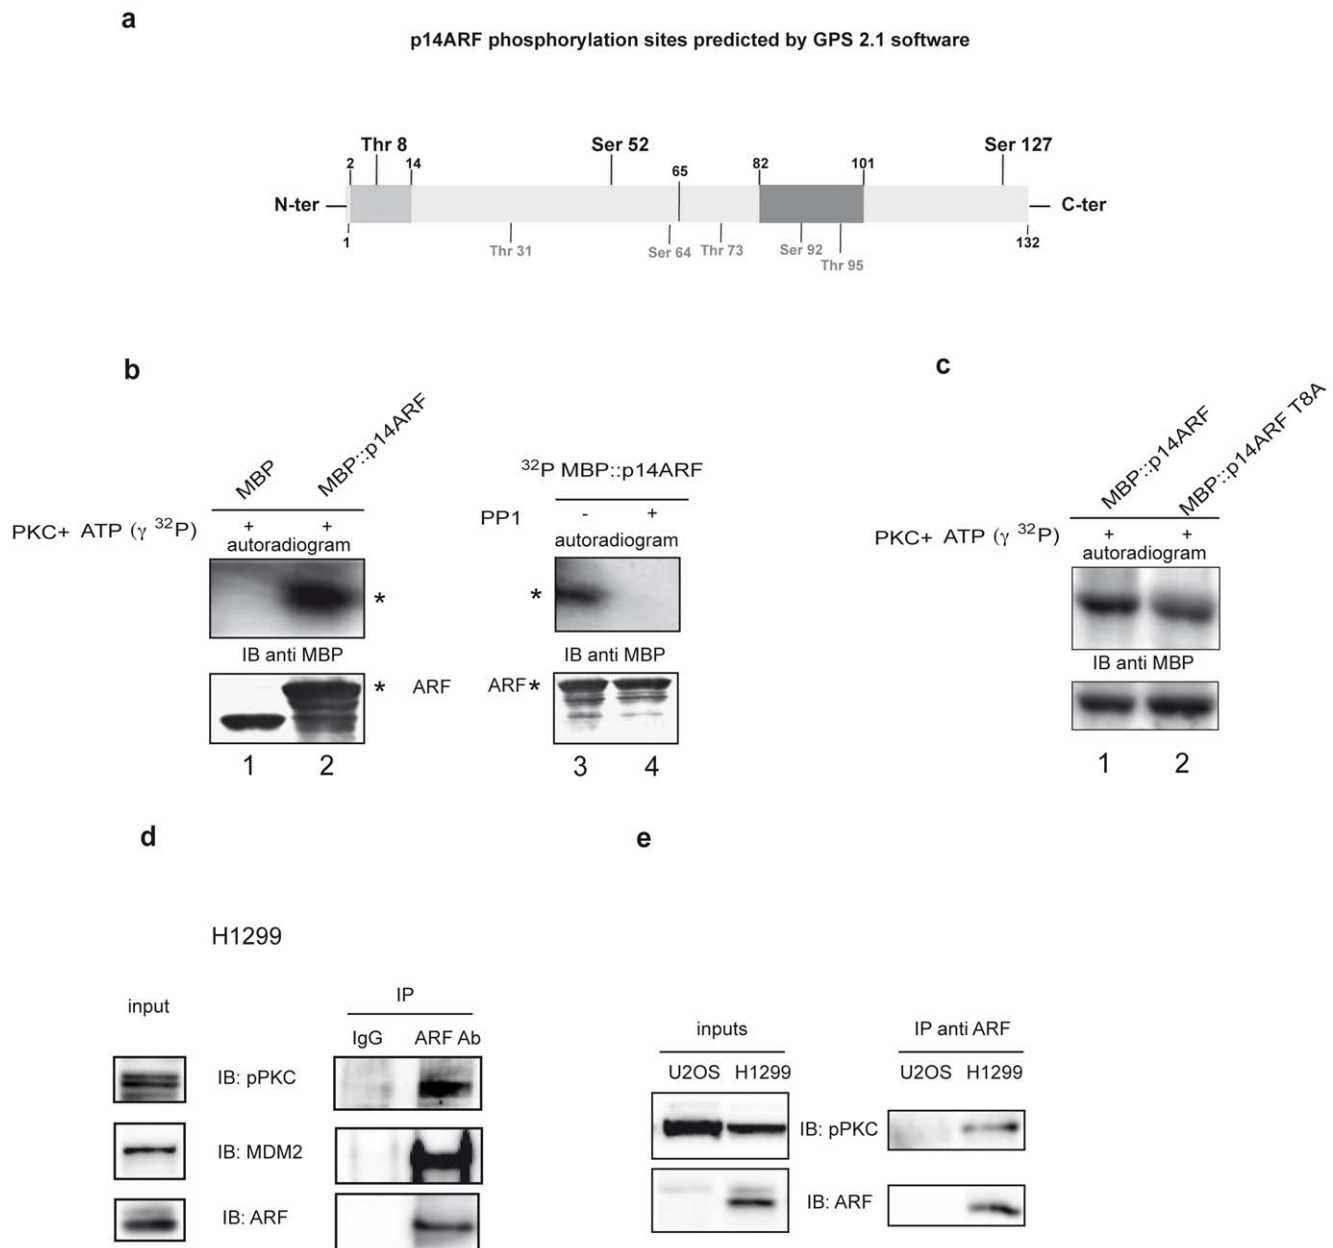 a
p14ARF phosphorylation sites predicted by GPS 2.1 software
Thr 8 Ser 52 Ser 127
2 14 65 82 101
N-ter C-ter
1 Thr 31 Ser 64 Thr 73 Ser 92 Thr 95 132
b
MBP MBP::p14ARF
PKC+ ATP (γ 32P) + +
autoradiogram
*
IB anti MBP
* ARF
1 2
32P MBP::p14ARF
PP1 - +
autoradiogram
*
IB anti MBP
ARF*
3 4
c
MBP::p14ARF MBP::p14ARF T8A
PKC+ ATP (γ 32P) + +
autoradiogram
IB anti MBP
1 2
d
H1299
input IP
IgG ARF Ab
IB: pPKC
IB: MDM2
IB: ARF
e
inputs IP anti ARF
U2OS H1299 U2OS H1299
IB: pPKC
IB: ARF